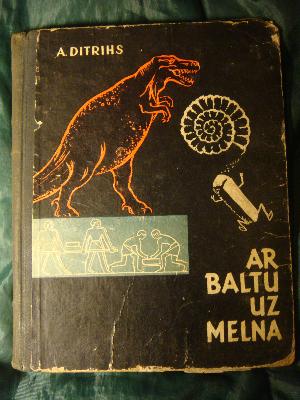 A. DITRIHS
AR
BALTU
UZ
MELNA